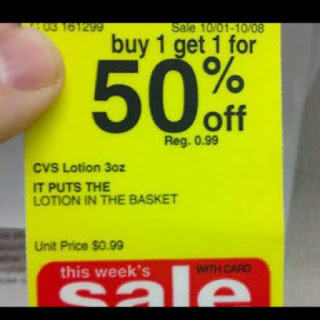 : 03 161299 Sale 10/01-10/08
buy 1 get 1 for
50% off
Reg. 0.99
CVS Lotion 3oz
IT PUTS THE
LOTION IN THE BASKET
Unit Price $0.99
this week's WITH CARD
sale